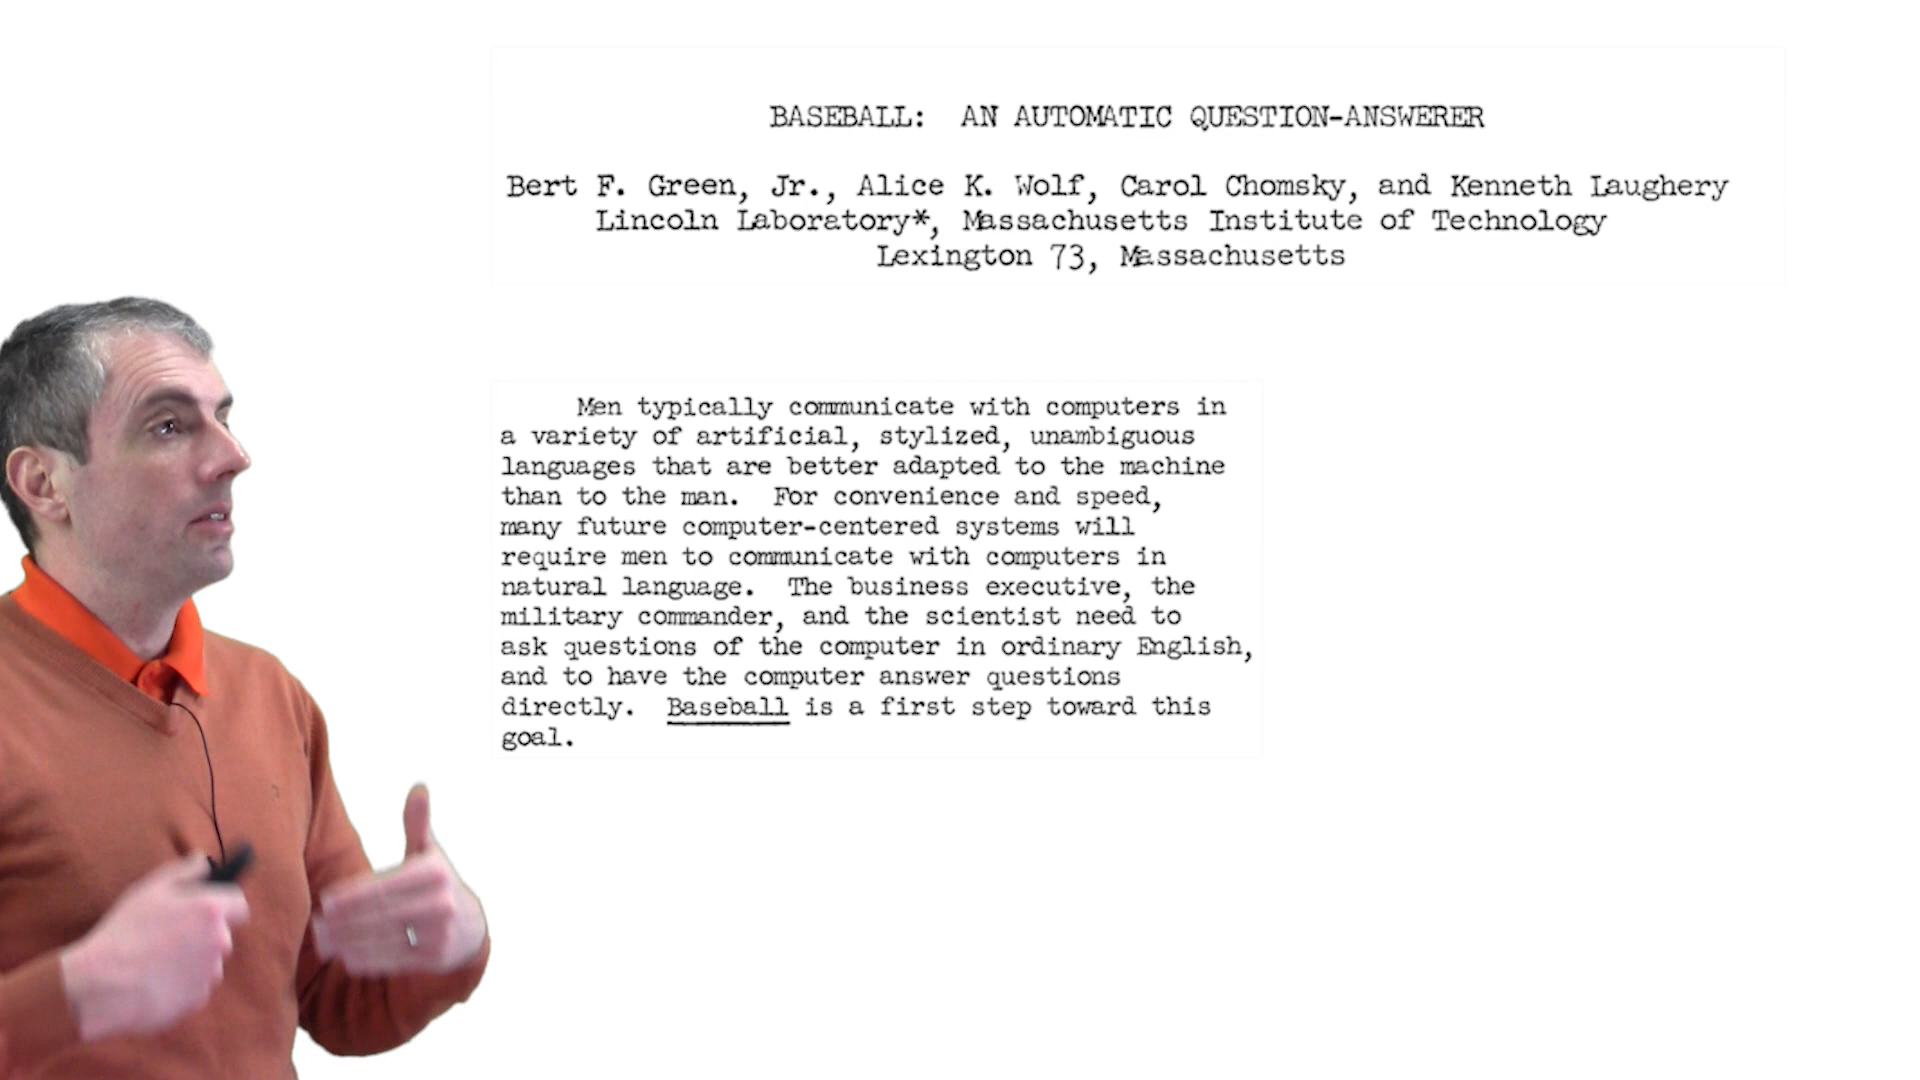 BASEBALL: AN AUTOMATIC QUESTION-ANSWERER
Bert F. Green, Jr., Alice K. Wolf, Carol Chomsky, and Kenneth Laughery
Lincoln Laboratory*, Massachusetts Institute of Technology
Lexington 73, Massachusetts
Men typically communicate with computers in
a variety of artificial, stylized, unambiguous
languages that are better adapted to the machine
than to the man. For convenience and speed,
many future computer-centered systems will
require men to communicate with computers in
natural language. The business executive, the
military commander, and the scientist need to
ask questions of the computer in ordinary English,
and to have the computer answer questions
directly. Baseball is a first step toward this
goal.